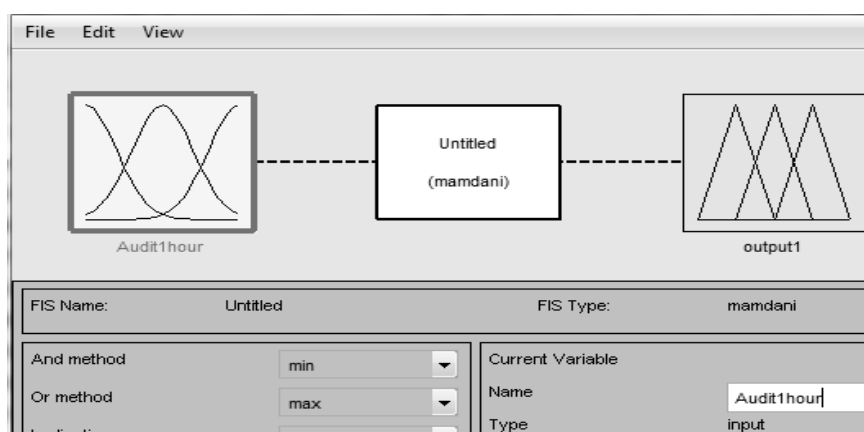 File Edit View
Untitled
(mamdani)
Audit1hour
output1
FIS Name: Untitled FIS Type: mamdani
And method min
Or method max
Current Variable
Name Audit1hour
Type input